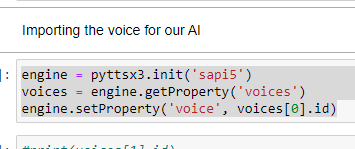 Importing the voice for our AI
]: engine = pyttsx3.init('sapi5')
voices = engine.getProperty('voices')
engine.setProperty('voice', voices[0].id)